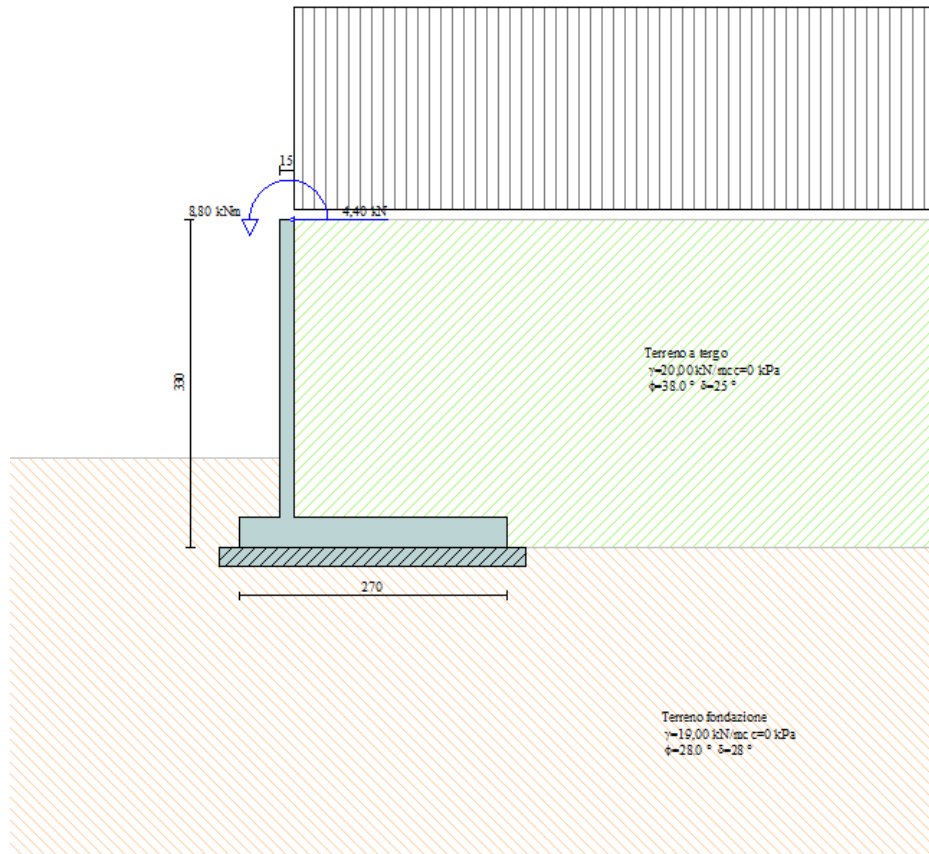 15
8,80 kNm
4,40 kN
330
Terreno a tergo
γ=20,00 kN/mc c=0 kPa
ϕ=38.0 ° δ=25 °
270
Terreno fondazione
γ=19,00 kN/mc c=0 kPa
ϕ=28.0 ° δ=28 °